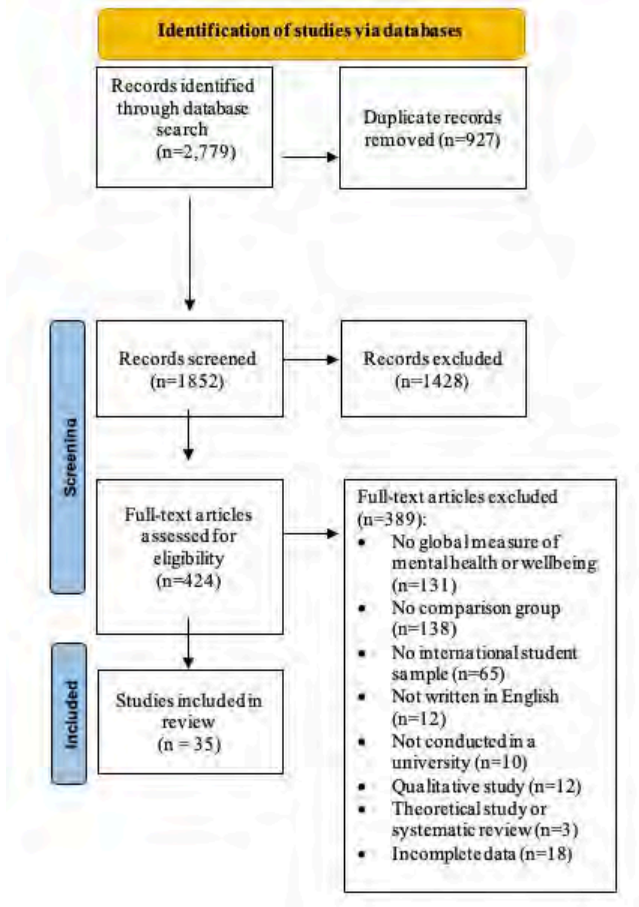 Identification of studies via databases
Records identified
through database
search
(n=2,779)
Duplicate records
removed (n=927)
Screening
Records screened
(n=1852)
Records excluded
(n=1428)
Full-text articles
assessed for
eligibility
(n=424)
Full-text articles excluded
(n=389):
• No global measure of
mental health or wellbeing
(n=131)
• No comparison group
(n=138)
• No international student
sample (n=65)
• Not written in English
(n=12)
• Not conducted in a
university (n=10)
• Qualitative study (n=12)
• Theoretical study or
systematic review (n=3)
• Incomplete data (n=18)
Included
Studies included in
review
(n = 35)